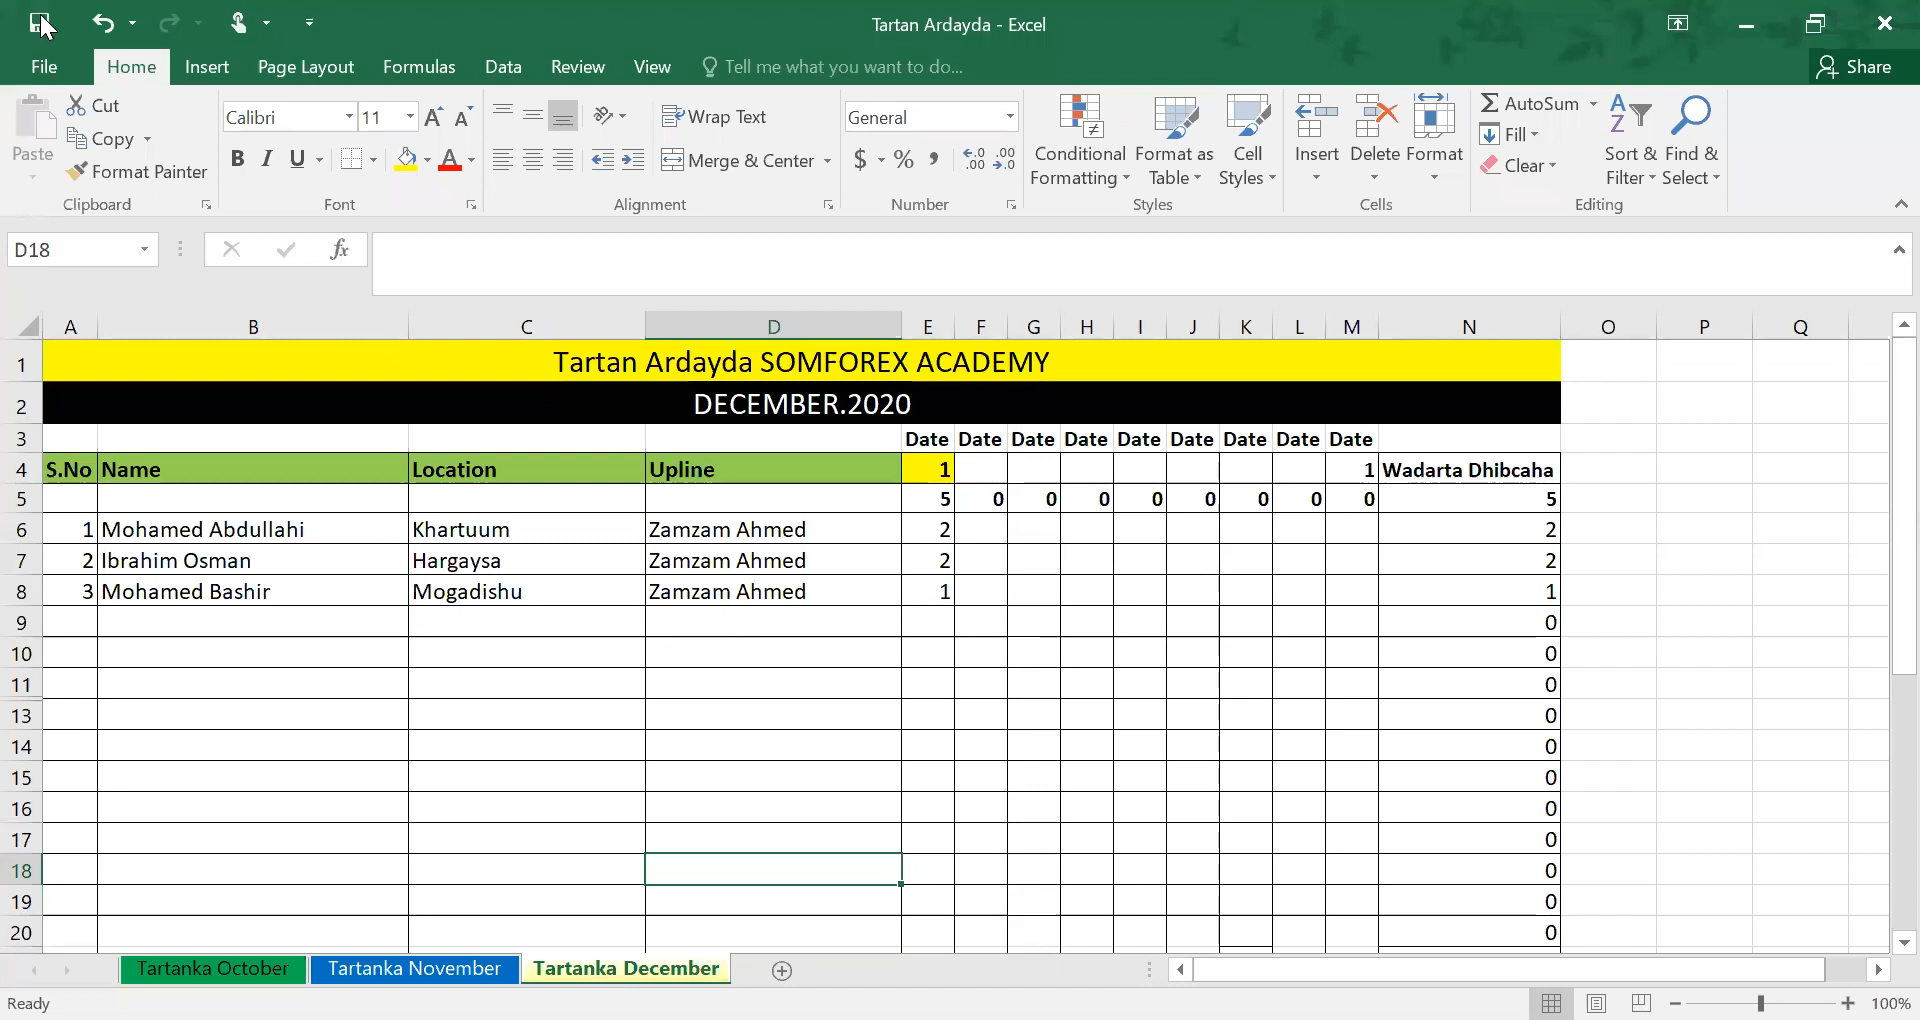 Tartan Ardayda - Excel
File Home Insert Page Layout Formulas Data Review View Tell me what you want to do... Share
Paste
Cut
Copy
Format Painter
Clipboard
Calibri 11
A A
B I U A
Font
Wrap Text
Merge & Center
Alignment
General
$ % , .0 .00 .00 .0
Number
Conditional Formatting
Format as Table
Cell Styles
Styles
Insert Delete Format
Cells
AutoSum
Fill
Clear
Sort & Filter
Find & Select
Editing
D18 fx
A B C D E F G H I J K L M N O P Q
1 Tartan Ardayda SOMFOREX ACADEMY
2 DECEMBER.2020
3 Date Date Date Date Date Date Date Date Date
4 S.No Name Location Upline 1 1 Wadarta Dhibcaha
5 5 0 0 0 0 0 0 0 0 5
6 1 Mohamed Abdullahi Khartuum Zamzam Ahmed 2 2
7 2 Ibrahim Osman Hargaysa Zamzam Ahmed 2 2
8 3 Mohamed Bashir Mogadishu Zamzam Ahmed 1 1
9 0
10 0
11 0
13 0
14 0
15 0
16 0
17 0
18 0
19 0
20 0
Tartanka October Tartanka November Tartanka December
Ready 100%